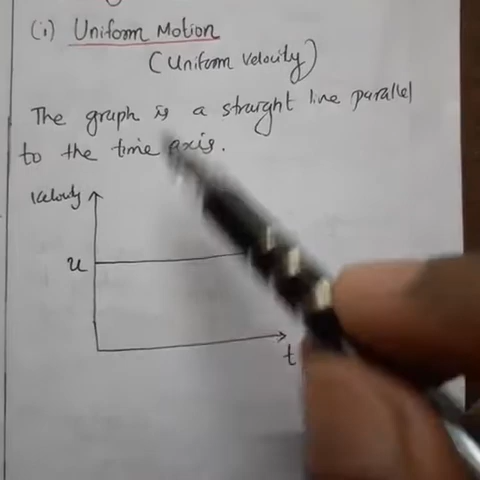 (i) Uniform Motion
(Uniform Velocity)
The graph is a straight line parallel
to the time axis.
Velocity
u
t